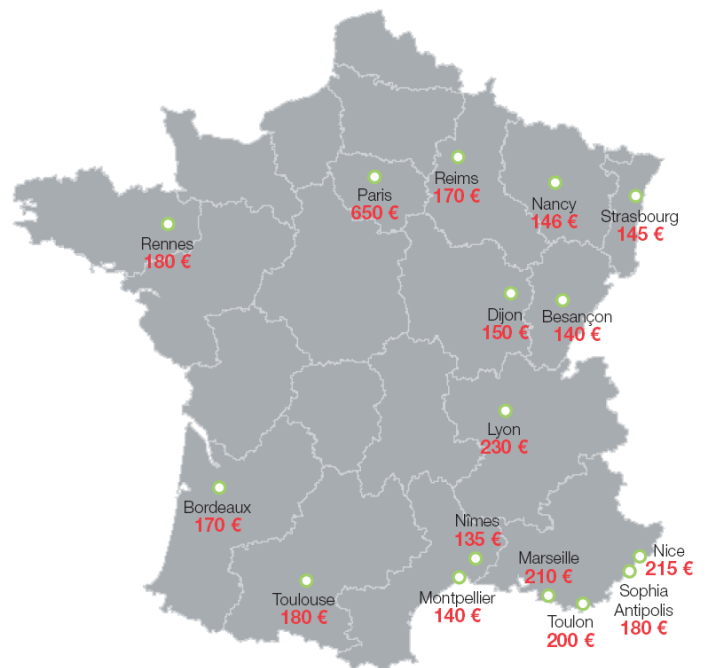 Paris
650 €
Reims
170 €
Nancy
146 €
Strasbourg
145 €
Rennes
180 €
Dijon
150 €
Besançon
140 €
Lyon
230 €
Bordeaux
170 €
Nîmes
135 €
Marseille
210 €
Nice
215 €
Toulouse
180 €
Montpellier
140 €
Toulon
200 €
Sophia
Antipolis
180 €